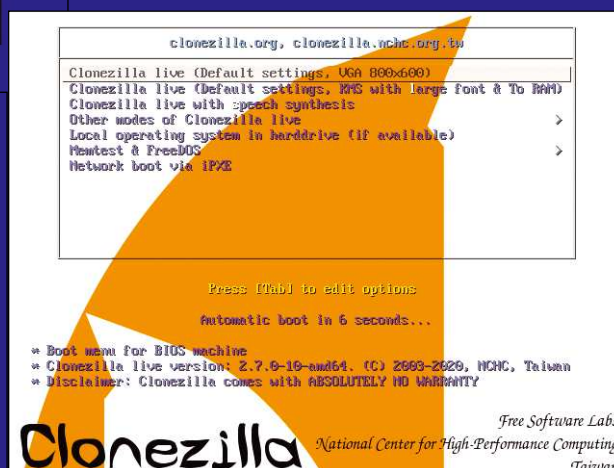 clonezilla.org, clonezilla.nchc.org.tw
Clonezilla live (Default settings, VGA 800x600)
Clonezilla live (Default settings, KMS with large font & To RAM)
Clonezilla live with speech synthesis
Other modes of Clonezilla live >
Local operating system in harddrive (if available)
Memtest & FreeDOS >
Network boot via iPXE
Press [Tab] to edit options
Automatic boot in 6 seconds...
* Boot menu for BIOS machine
* Clonezilla live version: 2.7.0-10-amd64. (C) 2003-2020, NCHC, Taiwan
* Disclaimer: Clonezilla comes with ABSOLUTELY NO WARRANTY
Free Software Labs
Clonezilla National Center for High-Performance Computing
Taiwan